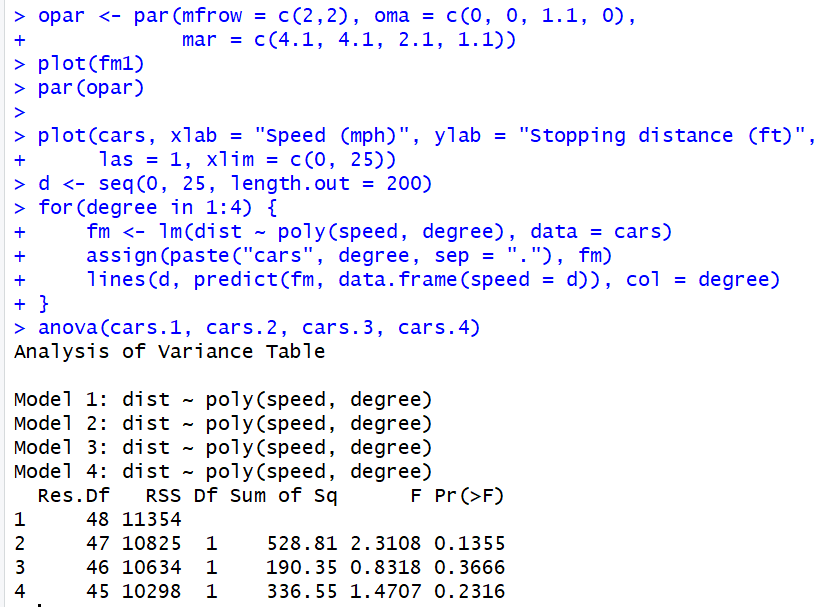 > opar <- par(mfrow = c(2,2), oma = c(0, 0, 1.1, 0),
+             mar = c(4.1, 4.1, 2.1, 1.1))
> plot(fm1)
> par(opar)
>
> plot(cars, xlab = "Speed (mph)", ylab = "Stopping distance (ft)",
+      las = 1, xlim = c(0, 25))
> d <- seq(0, 25, length.out = 200)
> for(degree in 1:4) {
+     fm <- lm(dist ~ poly(speed, degree), data = cars)
+     assign(paste("cars", degree, sep = "."), fm)
+     lines(d, predict(fm, data.frame(speed = d)), col = degree)
+ }
> anova(cars.1, cars.2, cars.3, cars.4)
Analysis of Variance Table

Model 1: dist ~ poly(speed, degree)
Model 2: dist ~ poly(speed, degree)
Model 3: dist ~ poly(speed, degree)
Model 4: dist ~ poly(speed, degree)
  Res.Df   RSS Df Sum of Sq      F Pr(>F)
1     48 11354
2     47 10825  1    528.81 2.3108 0.1355
3     46 10634  1    190.35 0.8318 0.3666
4     45 10298  1    336.55 1.4707 0.2316